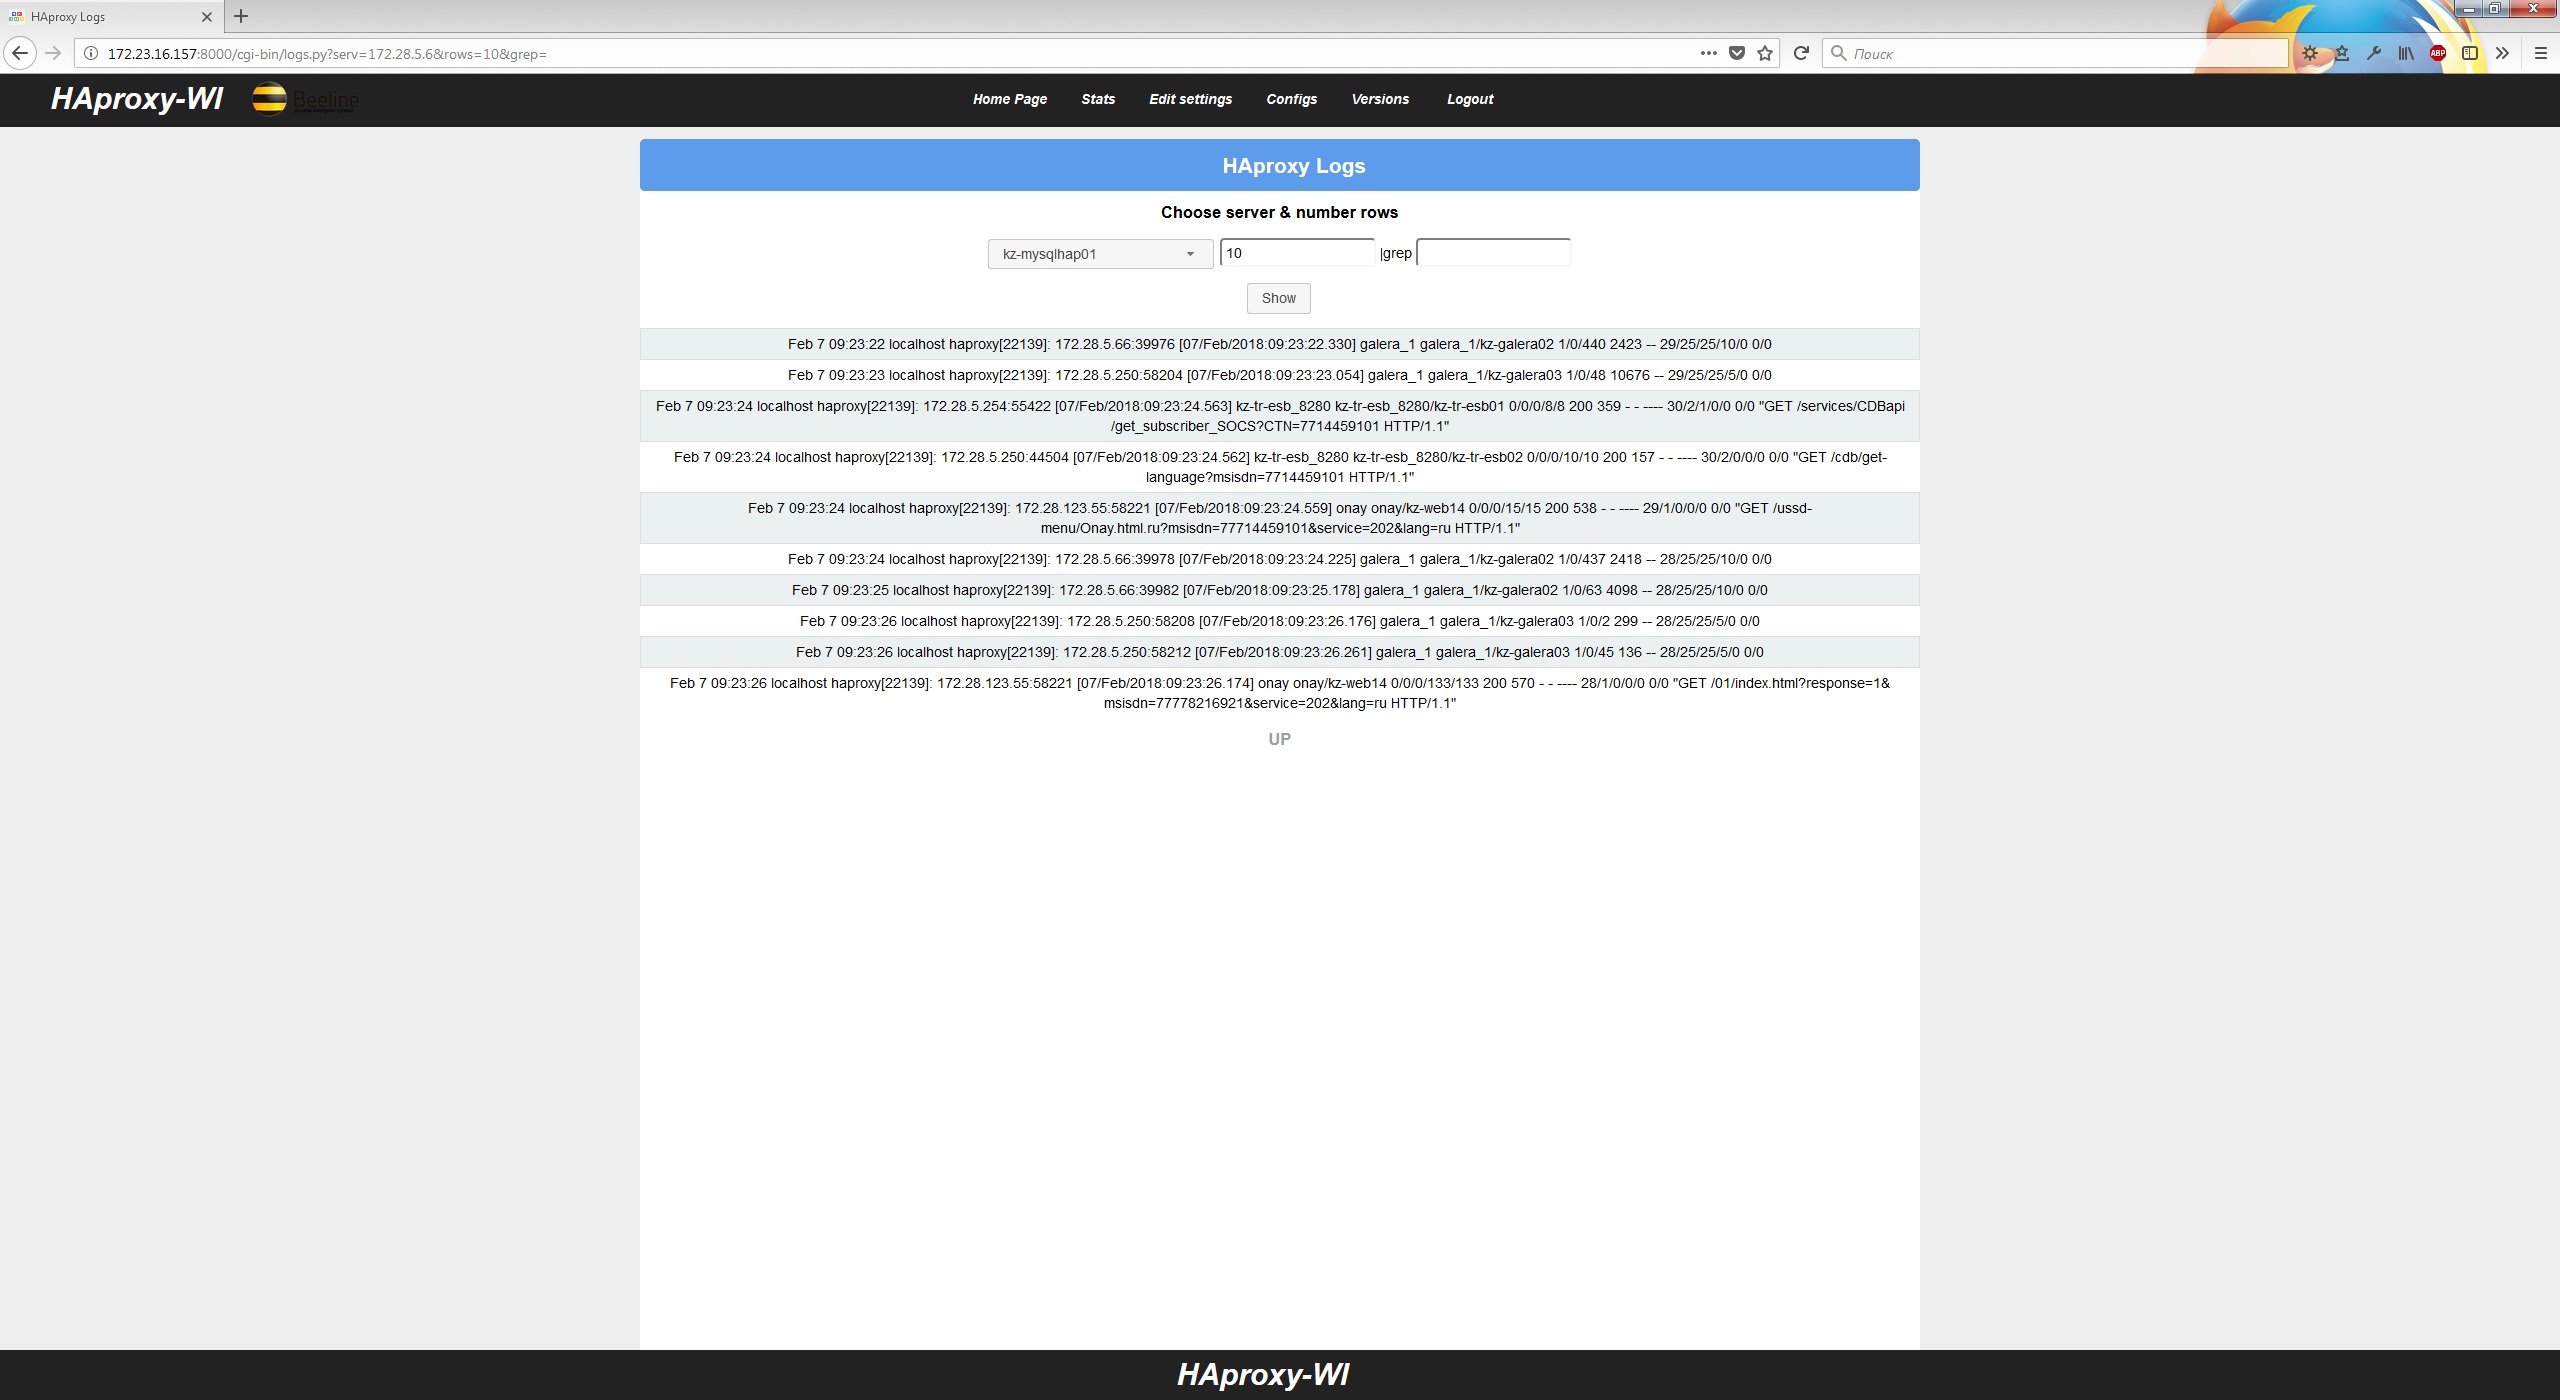 HAproxy Logs
172.23.16.157:8000/cgi-bin/logs.py?serv=172.28.5.6&rows=10&grep=
Поиск
ABP
HAproxy-WI
Beeline
Home Page Stats Edit settings Configs Versions Logout
HAproxy Logs
Choose server & number rows
kz-mysqlhap01 10 |grep
Show
Feb 7 09:23:22 localhost haproxy[22139]: 172.28.5.66:39976 [07/Feb/2018:09:23:22.330] galera_1 galera_1/kz-galera02 1/0/440 2423 -- 29/25/25/10/0 0/0
Feb 7 09:23:23 localhost haproxy[22139]: 172.28.5.250:58204 [07/Feb/2018:09:23:23.054] galera_1 galera_1/kz-galera03 1/0/48 10676 -- 29/25/25/5/0 0/0
Feb 7 09:23:24 localhost haproxy[22139]: 172.28.5.254:55422 [07/Feb/2018:09:23:24.563] kz-tr-esb_8280 kz-tr-esb_8280/kz-tr-esb01 0/0/0/8/8 200 359 - - ---- 30/2/1/0/0 0/0 "GET /services/CDBapi
/get_subscriber_SOCS?CTN=7714459101 HTTP/1.1"
Feb 7 09:23:24 localhost haproxy[22139]: 172.28.5.250:44504 [07/Feb/2018:09:23:24.562] kz-tr-esb_8280 kz-tr-esb_8280/kz-tr-esb02 0/0/0/10/10 200 157 - - ---- 30/2/0/0/0 0/0 "GET /cdb/get-
language?msisdn=7714459101 HTTP/1.1"
Feb 7 09:23:24 localhost haproxy[22139]: 172.28.123.55:58221 [07/Feb/2018:09:23:24.559] onay onay/kz-web14 0/0/0/15/15 200 538 - - ---- 29/1/0/0/0 0/0 "GET /ussd-
menu/Onay.html.ru?msisdn=77714459101&service=202&lang=ru HTTP/1.1"
Feb 7 09:23:24 localhost haproxy[22139]: 172.28.5.66:39978 [07/Feb/2018:09:23:24.225] galera_1 galera_1/kz-galera02 1/0/437 2418 -- 28/25/25/10/0 0/0
Feb 7 09:23:25 localhost haproxy[22139]: 172.28.5.66:39982 [07/Feb/2018:09:23:25.178] galera_1 galera_1/kz-galera02 1/0/63 4098 -- 28/25/25/10/0 0/0
Feb 7 09:23:26 localhost haproxy[22139]: 172.28.5.250:58208 [07/Feb/2018:09:23:26.176] galera_1 galera_1/kz-galera03 1/0/2 299 -- 28/25/25/5/0 0/0
Feb 7 09:23:26 localhost haproxy[22139]: 172.28.5.250:58212 [07/Feb/2018:09:23:26.261] galera_1 galera_1/kz-galera03 1/0/45 136 -- 28/25/25/5/0 0/0
Feb 7 09:23:26 localhost haproxy[22139]: 172.28.123.55:58221 [07/Feb/2018:09:23:26.174] onay onay/kz-web14 0/0/0/133/133 200 570 - - ---- 28/1/0/0/0 0/0 "GET /01/index.html?response=1&
msisdn=77778216921&service=202&lang=ru HTTP/1.1"
UP
HAproxy-WI